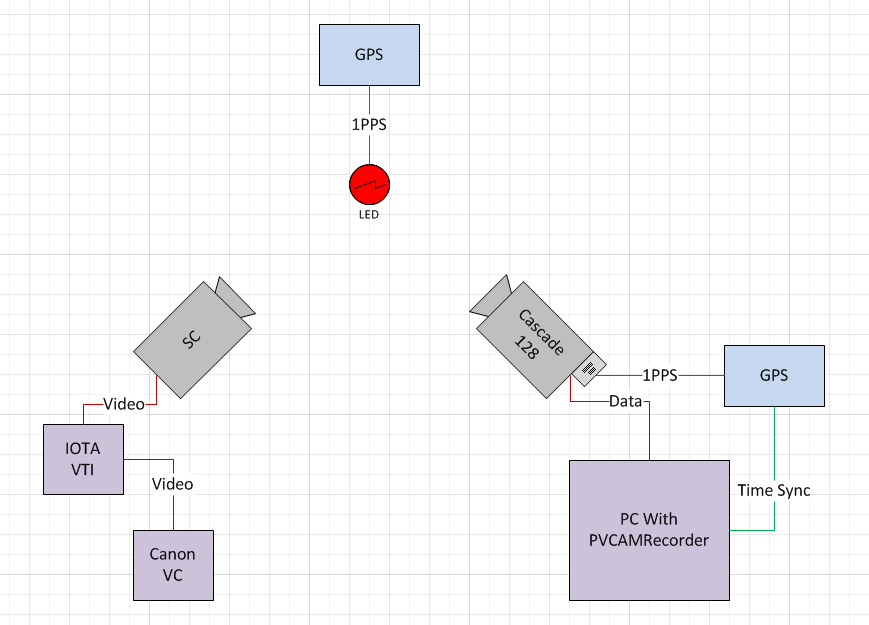 GPS
1PPS
LED
SC
Cascade
128
1PPS
GPS
Video
Data
IOTA
VTI
Video
Time Sync
PC With
PVCAMRecorder
Canon
VC